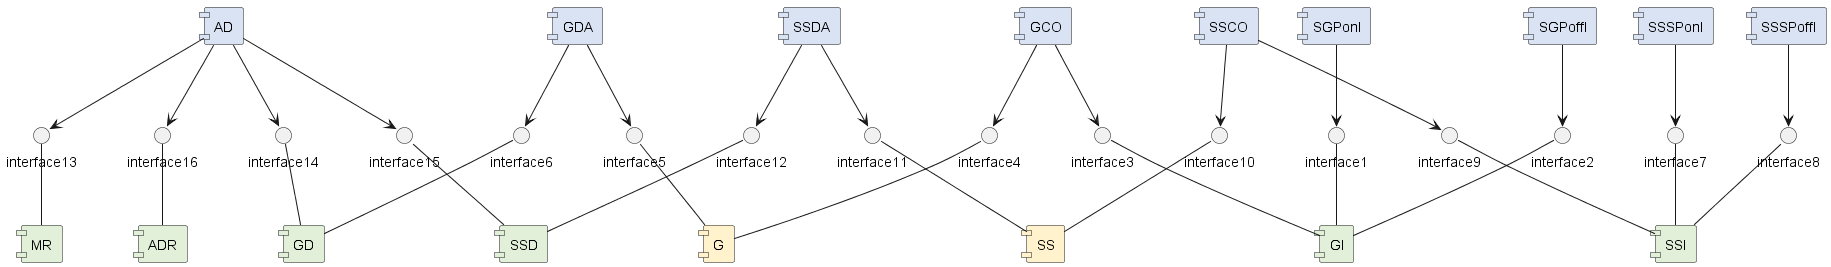 AD
GDA
SSDA
GCO
SSCO
SGPonl
SGPoffl
SSSPonl
SSSPoffl
interface13
interface16
interface14
interface15
interface6
interface5
interface12
interface11
interface4
interface3
interface10
interface1
interface9
interface2
interface7
interface8
MR
ADR
GD
SSD
G
SS
GI
SSI